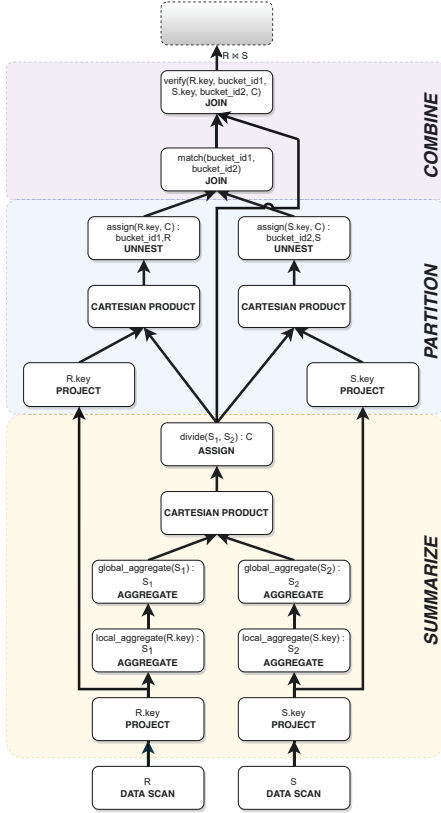 R ⋈ S
verify(R.key, bucket_id1,
S.key, bucket_id2, C)
JOIN
match(bucket_id1,
bucket_id2)
JOIN
COMBINE
assign(R.key, C) :
bucket_id1,R
UNNEST
assign(S.key, C) :
bucket_id2,S
UNNEST
CARTESIAN PRODUCT
CARTESIAN PRODUCT
R.key
PROJECT
S.key
PROJECT
PARTITION
divide(S₁, S₂) : C
ASSIGN
CARTESIAN PRODUCT
global_aggregate(S₁) :
S₁
AGGREGATE
global_aggregate(S₂) :
S₂
AGGREGATE
local_aggregate(R.key) :
S₁
AGGREGATE
local_aggregate(S.key) :
S₂
AGGREGATE
R.key
PROJECT
S.key
PROJECT
SUMMARIZE
R
DATA SCAN
S
DATA SCAN